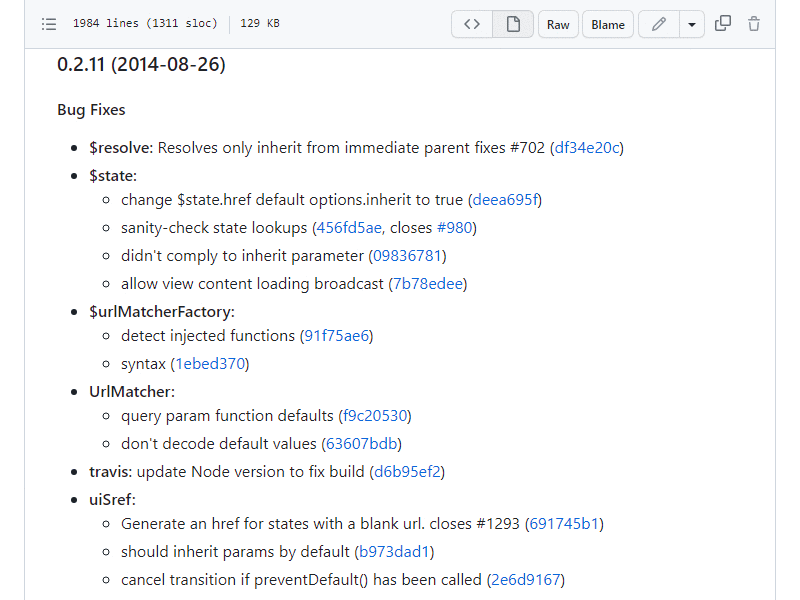 1984 lines (1311 sloc) 129 KB
Raw
Blame
0.2.11 (2014-08-26)
Bug Fixes
$resolve: Resolves only inherit from immediate parent fixes #702 (df34e20c)
$state:
change $state.href default options.inherit to true (deea695f)
sanity-check state lookups (456fd5ae, closes #980)
didn't comply to inherit parameter (09836781)
allow view content loading broadcast (7b78edee)
$urlMatcherFactory:
detect injected functions (91f75ae6)
syntax (1ebed370)
UrlMatcher:
query param function defaults (f9c20530)
don't decode default values (63607bdb)
travis: update Node version to fix build (d6b95ef2)
uiSref:
Generate an href for states with a blank url. closes #1293 (691745b1)
should inherit params by default (b973dad1)
cancel transition if preventDefault() has been called (2e6d9167)